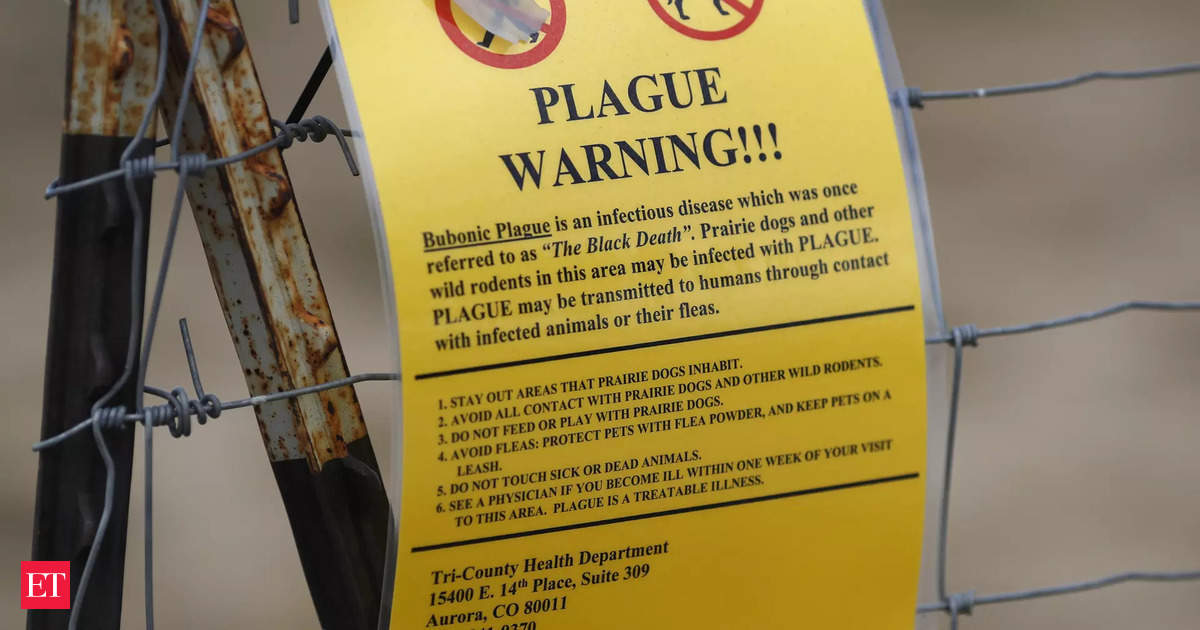 PLAGUE
WARNING!!!
Bubonic Plague is an infectious disease which was once
referred to as “The Black Death”. Prairie dogs and other
wild rodents in this area may be infected with PLAGUE.
PLAGUE may be transmitted to humans through contact
with infected animals or their fleas.
1. STAY OUT AREAS THAT PRAIRIE DOGS INHABIT.
2. AVOID ALL CONTACT WITH PRAIRIE DOGS AND OTHER WILD RODENTS.
3. DO NOT FEED OR PLAY WITH PRAIRIE DOGS.
4. AVOID FLEAS: PROTECT PETS WITH FLEA POWDER, AND KEEP PETS ON A
LEASH.
5. DO NOT TOUCH SICK OR DEAD ANIMALS.
6. SEE A PHYSICIAN IF YOU BECOME ILL WITHIN ONE WEEK OF YOUR VISIT
TO THIS AREA. PLAGUE IS A TREATABLE ILLNESS.
Tri-County Health Department
15400 E. 14th Place, Suite 309
Aurora, CO 80011
ET